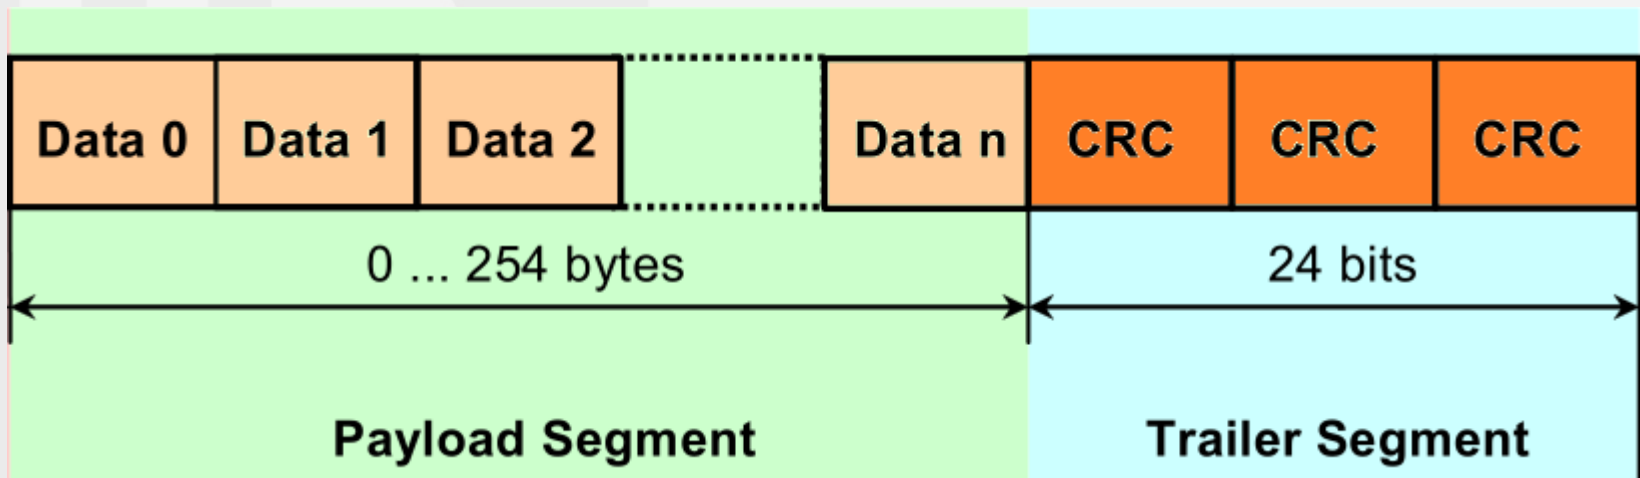 Data 0 Data 1 Data 2 Data n CRC CRC CRC
0 ... 254 bytes 24 bits
Payload Segment Trailer Segment